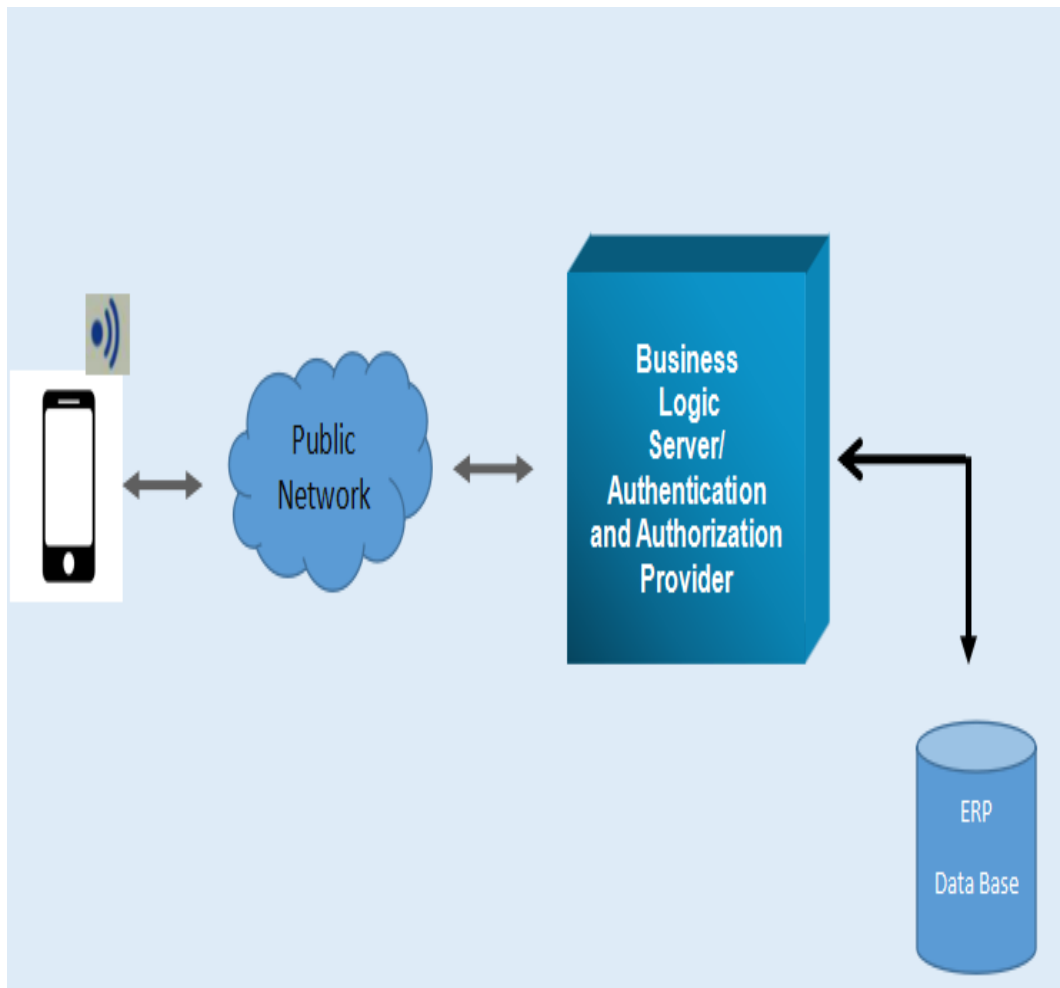 Public
Network
Business
Logic
Server/
Authentication
and Authorization
Provider
ERP
Data Base